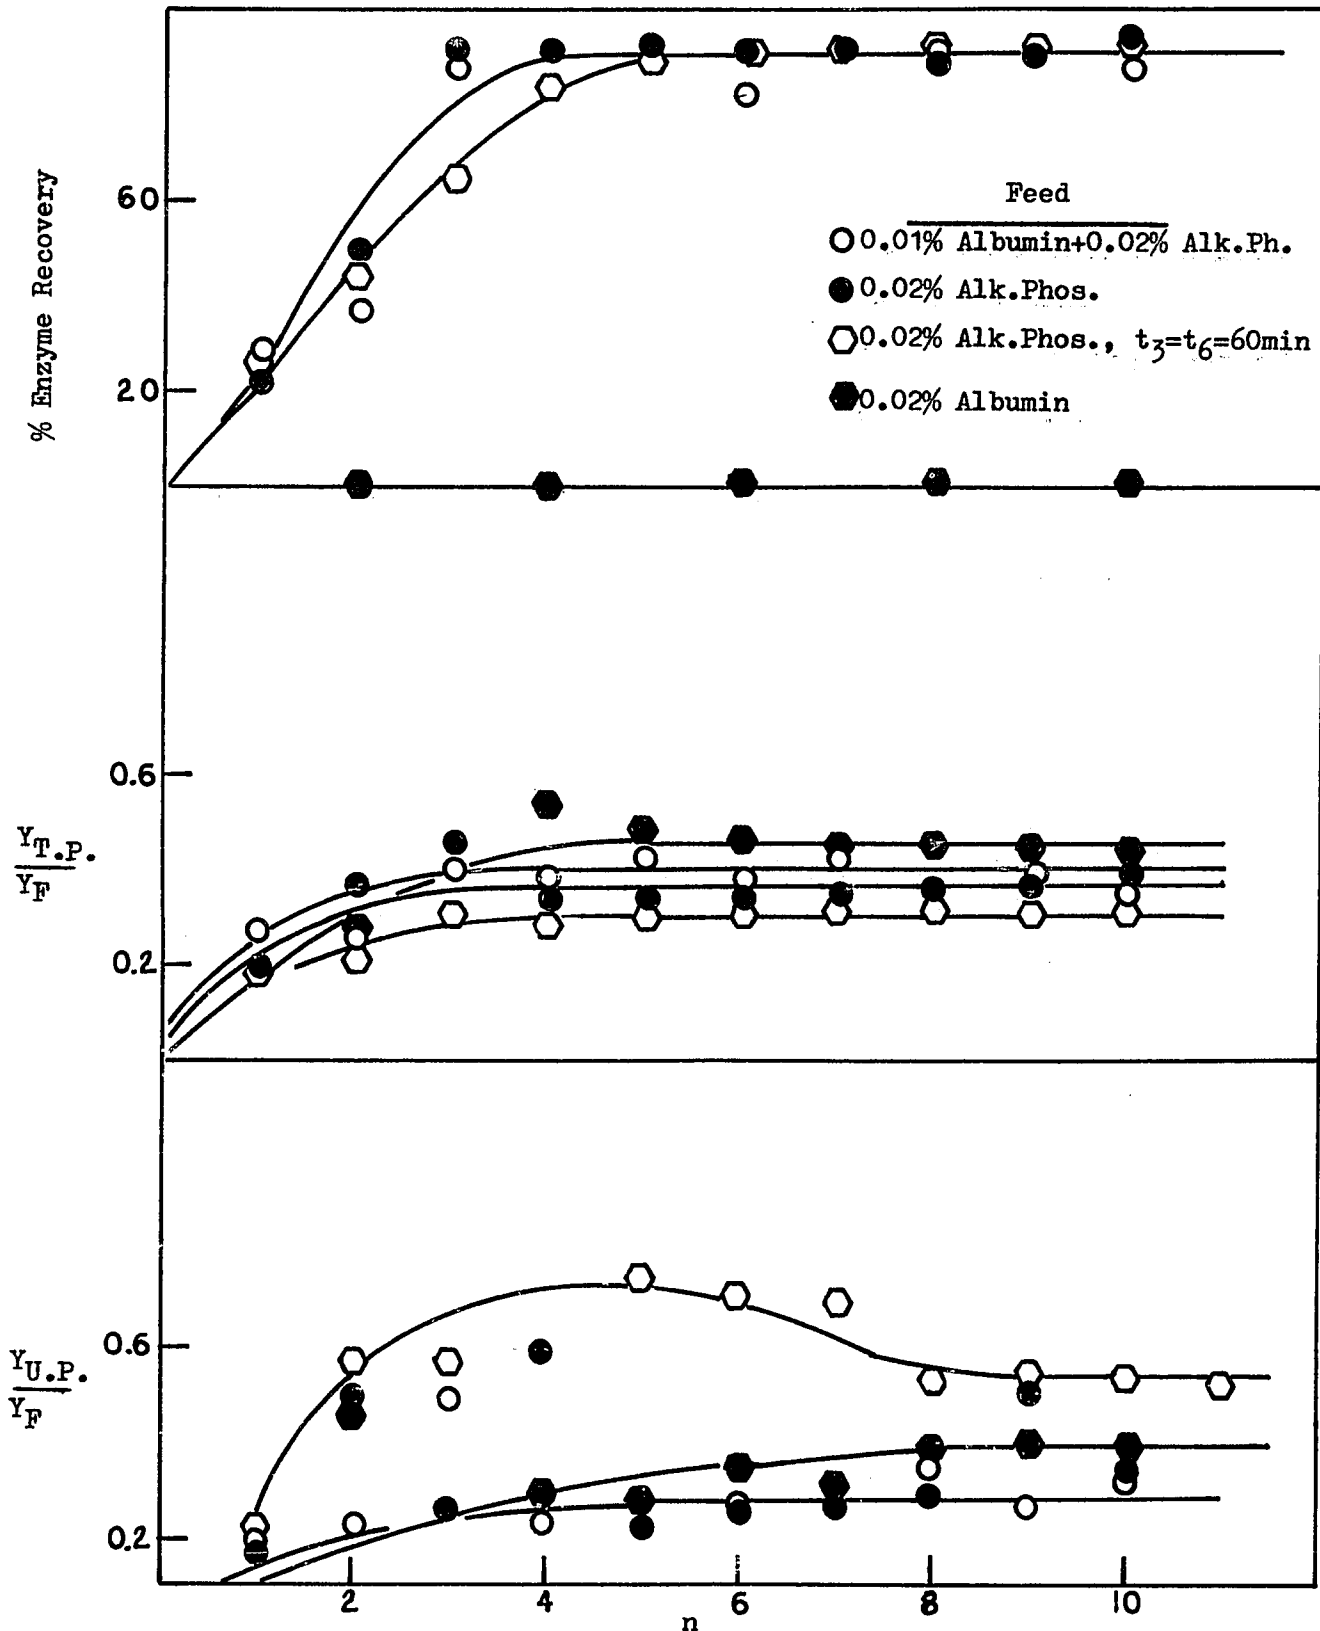 % Enzyme Recovery
60
20
Feed
0.01% Albumin+0.02% Alk.Ph.
0.02% Alk.Phos.
0.02% Alk.Phos., t3=t6=60min
0.02% Albumin
YT.P.
YF
0.6
0.2
YU.P.
YF
0.6
0.2
2
4
6
8
10
n